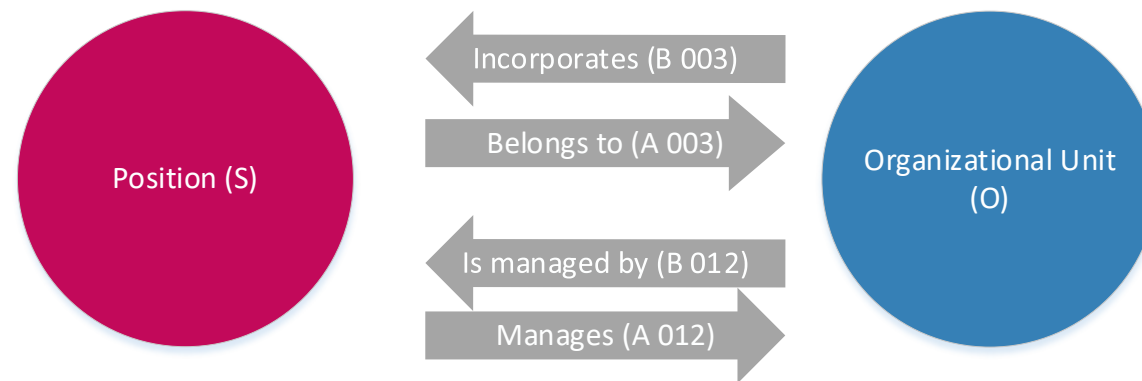 Position (S)
Incorporates (B 003)
Belongs to (A 003)
Is managed by (B 012)
Manages (A 012)
Organizational Unit
(O)